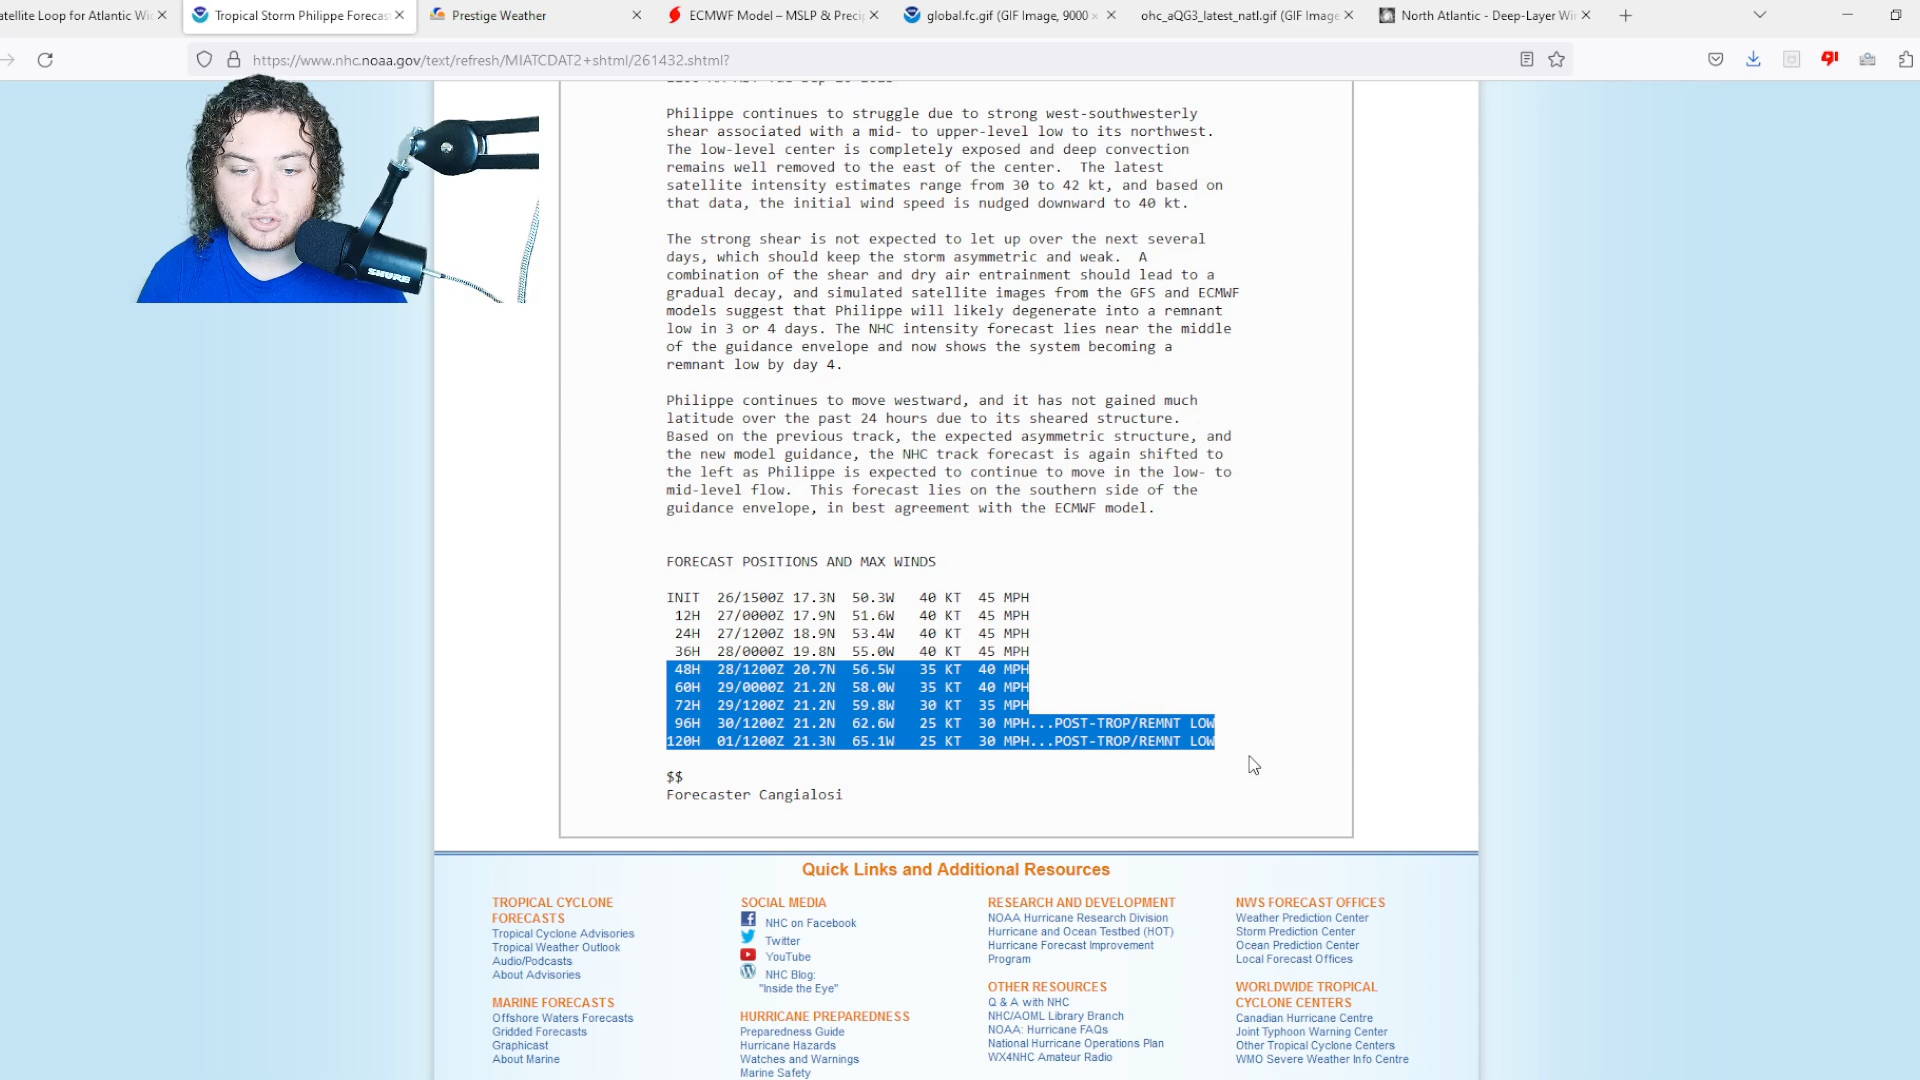 atellite Loop for Atlantic Wi
Tropical Storm Philippe Forecas
Prestige Weather
ECMWF Model – MSLP & Preci
global.fc.gif (GIF Image, 9000
ohc_aQG3_latest_natl.gif (GIF Image
North Atlantic - Deep-Layer Wi
https://www.nhc.noaa.gov/text/refresh/MIATCDAT2+shtml/261432.shtml?
Philippe continues to struggle due to strong west-southwesterly
shear associated with a mid- to upper-level low to its northwest.
The low-level center is completely exposed and deep convection
remains well removed to the east of the center. The latest
satellite intensity estimates range from 30 to 42 kt, and based on
that data, the initial wind speed is nudged downward to 40 kt.
The strong shear is not expected to let up over the next several
days, which should keep the storm asymmetric and weak. A
combination of the shear and dry air entrainment should lead to a
gradual decay, and simulated satellite images from the GFS and ECMWF
models suggest that Philippe will likely degenerate into a remnant
low in 3 or 4 days. The NHC intensity forecast lies near the middle
of the guidance envelope and now shows the system becoming a
remnant low by day 4.
Philippe continues to move westward, and it has not gained much
latitude over the past 24 hours due to its sheared structure.
Based on the previous track, the expected asymmetric structure, and
the new model guidance, the NHC track forecast is again shifted to
the left as Philippe is expected to continue to move in the low- to
mid-level flow. This forecast lies on the southern side of the
guidance envelope, in best agreement with the ECMWF model.
FORECAST POSITIONS AND MAX WINDS
INIT 26/1500Z 17.3N 50.3W 40 KT 45 MPH
12H 27/0000Z 17.9N 51.6W 40 KT 45 MPH
24H 27/1200Z 18.9N 53.4W 40 KT 45 MPH
36H 28/0000Z 19.8N 55.0W 40 KT 45 MPH
48H 28/1200Z 20.7N 56.5W 35 KT 40 MPH
60H 29/0000Z 21.2N 58.0W 35 KT 40 MPH
72H 29/1200Z 21.2N 59.8W 30 KT 35 MPH
96H 30/1200Z 21.2N 62.6W 25 KT 30 MPH...POST-TROP/REMNT LOW
120H 01/1200Z 21.3N 65.1W 25 KT 30 MPH...POST-TROP/REMNT LOW
$$
Forecaster Cangialosi
SHURE
Quick Links and Additional Resources
TROPICAL CYCLONE
FORECASTS
Tropical Cyclone Advisories
Tropical Weather Outlook
Audio/Podcasts
About Advisories
MARINE FORECASTS
Offshore Waters Forecasts
Gridded Forecasts
Graphicast
About Marine
SOCIAL MEDIA
NHC on Facebook
Twitter
YouTube
NHC Blog:
"Inside the Eye"
HURRICANE PREPAREDNESS
Preparedness Guide
Hurricane Hazards
Watches and Warnings
Marine Safety
RESEARCH AND DEVELOPMENT
NOAA Hurricane Research Division
Hurricane and Ocean Testbed (HOT)
Hurricane Forecast Improvement
Program
OTHER RESOURCES
Q & A with NHC
NHC/AOML Library Branch
NOAA: Hurricane FAQs
National Hurricane Operations Plan
WX4NHC Amateur Radio
NWS FORECAST OFFICES
Weather Prediction Center
Storm Prediction Center
Ocean Prediction Center
Local Forecast Offices
WORLDWIDE TROPICAL
CYCLONE CENTERS
Canadian Hurricane Centre
Joint Typhoon Warning Center
Other Tropical Cyclone Centers
WMO Severe Weather Info Centre